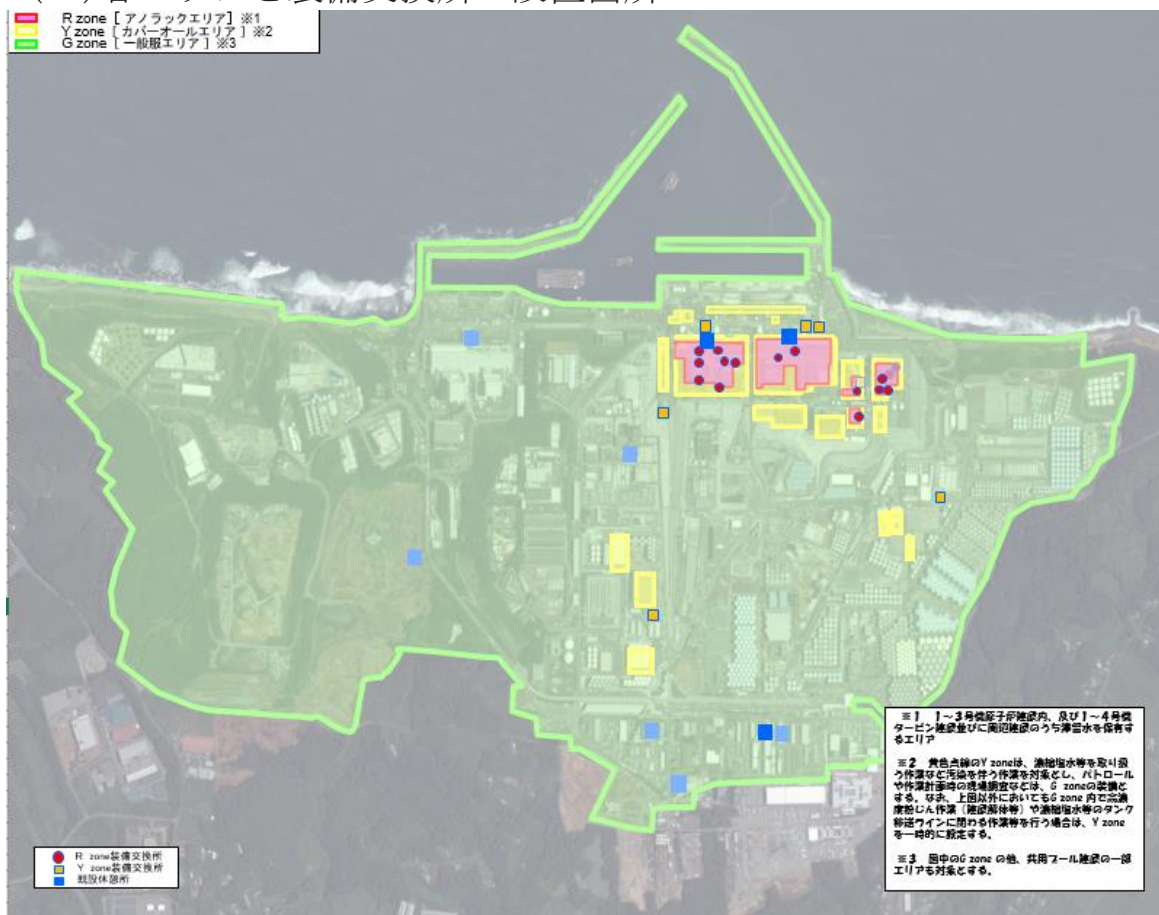 R zone [ アノラックエリア] ※1
Y zone [ カバーオールエリア ] ※2
G zone [ 一般服エリア ] ※3
※1 1~3号機原子炉建屋内、及び1~4号機
タービン建屋並びに周辺建屋のうち滞留水を保有す
るエリア
※2 黄色点線のY zoneは、濃縮塩水等を取り扱
う作業など汚染を伴う作業を対象とし、パトロール
や作業計画時の現場調査などは、G zoneの装備と
する。なお、上図以外においてもG zone 内で高濃
度粉じん作業(建屋解体等)や濃縮塩水等のタンク
移送ラインに関わる作業等を行う場合は、Y zone
を一時的に設定する。
※3 図中のG zone の他、共用プール建屋の一部
エリアも対象とする。
R zone装備交換所
Y zone装備交換所
既設休憩所